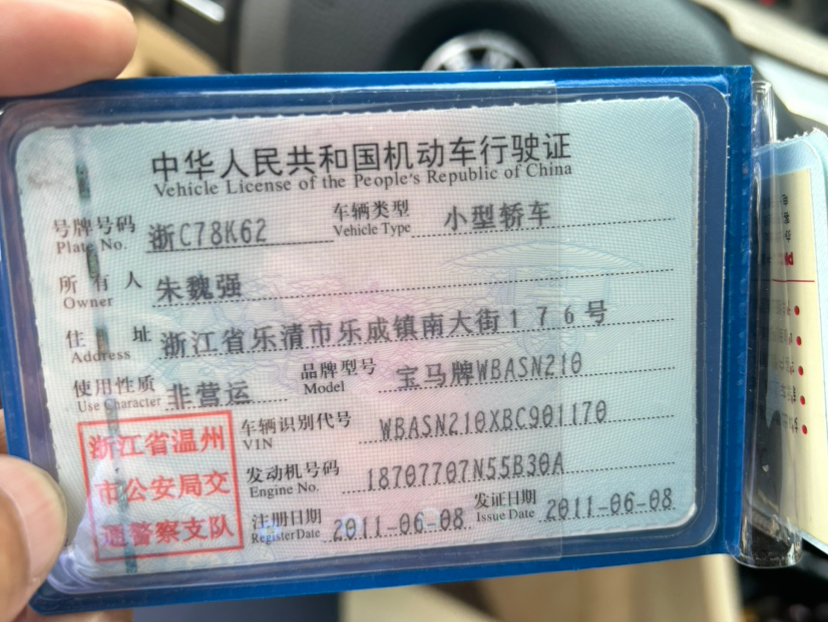 中华人民共和国机动车行驶证
Vehicle License of the People's Republic of China
号牌号码 浙C78K62 车辆类型 小型轿车
Plate No. Vehicle Type
所有人 朱魏强
Owner
住址 浙江省乐清市乐成镇南大街176号
Address
使用性质 非营运 品牌型号 宝马牌WBASN210
Use Character Model
浙江省温州
市公安局交
通警察支队
车辆识别代号 WBASN210XBC901170
VIN
发动机号码 18707707N55B30A
Engine No.
注册日期 2011-06-08 发证日期 2011-06-08
Register Date Issue Date